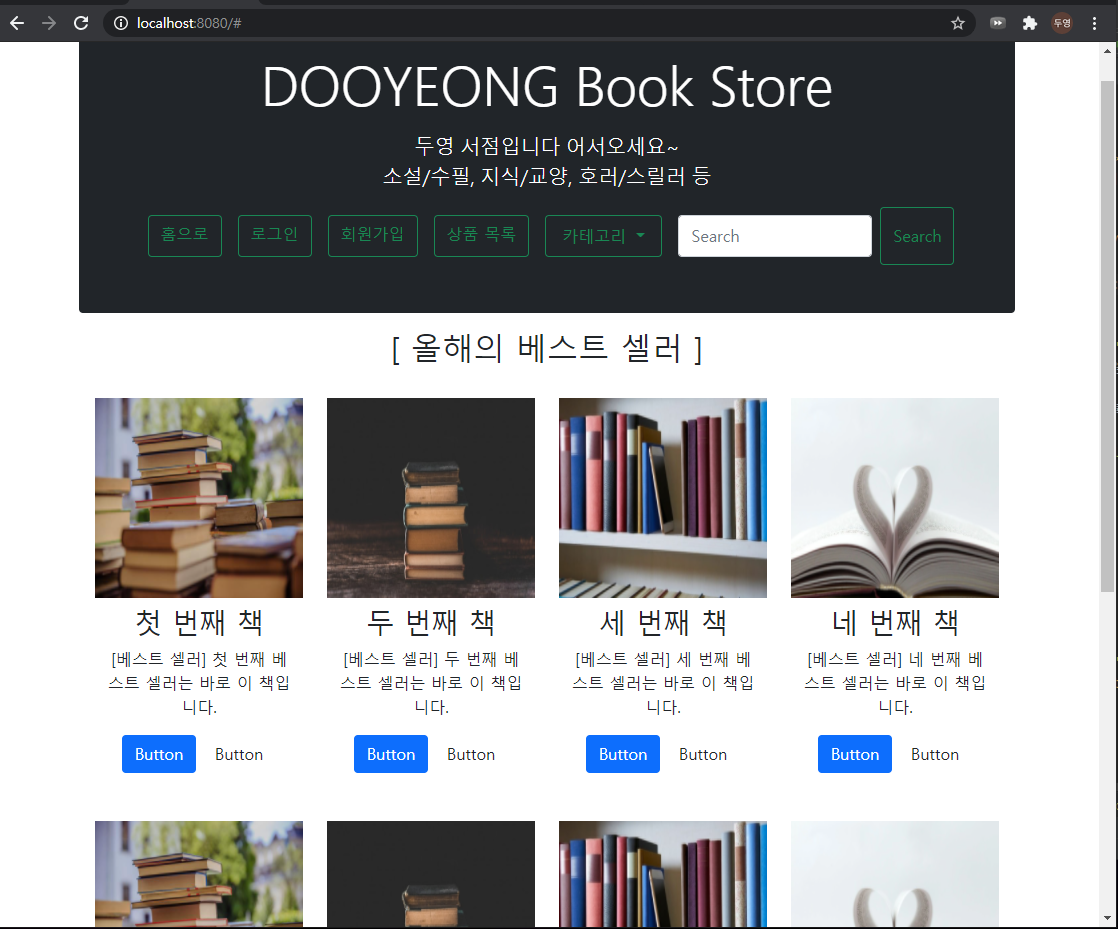 localhost:8080/#
두영
DOOYEONG Book Store
두영 서점입니다 어서오세요~
소설/수필, 지식/교양, 호러/스릴러 등
홈으로 로그인 회원가입 상품 목록 카테고리 Search Search
[ 올해의 베스트 셀러 ]
첫 번째 책
[베스트 셀러] 첫 번째 베
스트 셀러는 바로 이 책입
니다.
Button Button
두 번째 책
[베스트 셀러] 두 번째 베
스트 셀러는 바로 이 책입
니다.
Button Button
세 번째 책
[베스트 셀러] 세 번째 베
스트 셀러는 바로 이 책입
니다.
Button Button
네 번째 책
[베스트 셀러] 네 번째 베
스트 셀러는 바로 이 책입
니다.
Button Button